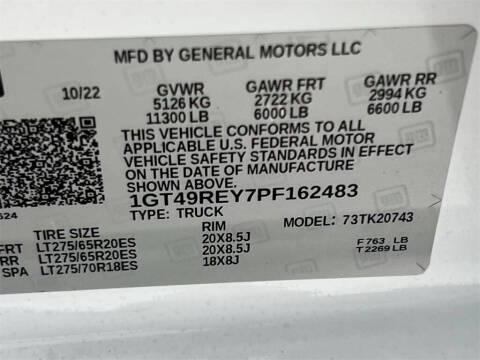 MFD BY GENERAL MOTORS LLC
10/22 GVWR GAWR FRT GAWR RR
5126 KG 2722 KG 2994 KG
11300 LB 6000 LB 6600 LB
THIS VEHICLE CONFORMS TO ALL
APPLICABLE U.S. FEDERAL MOTOR
VEHICLE SAFETY STANDARDS IN EFFECT
ON THE DATE OF MANUFACTURE
SHOWN ABOVE.
1GT49REY7PF162483
TYPE: TRUCK MODEL: 73TK20743
624
TIRE SIZE RIM
FRT LT275/65R20ES 20X8.5J F 763 LB
RR LT275/65R20ES 20X8.5J T 2269 LB
SPA LT275/70R18ES 18X8J